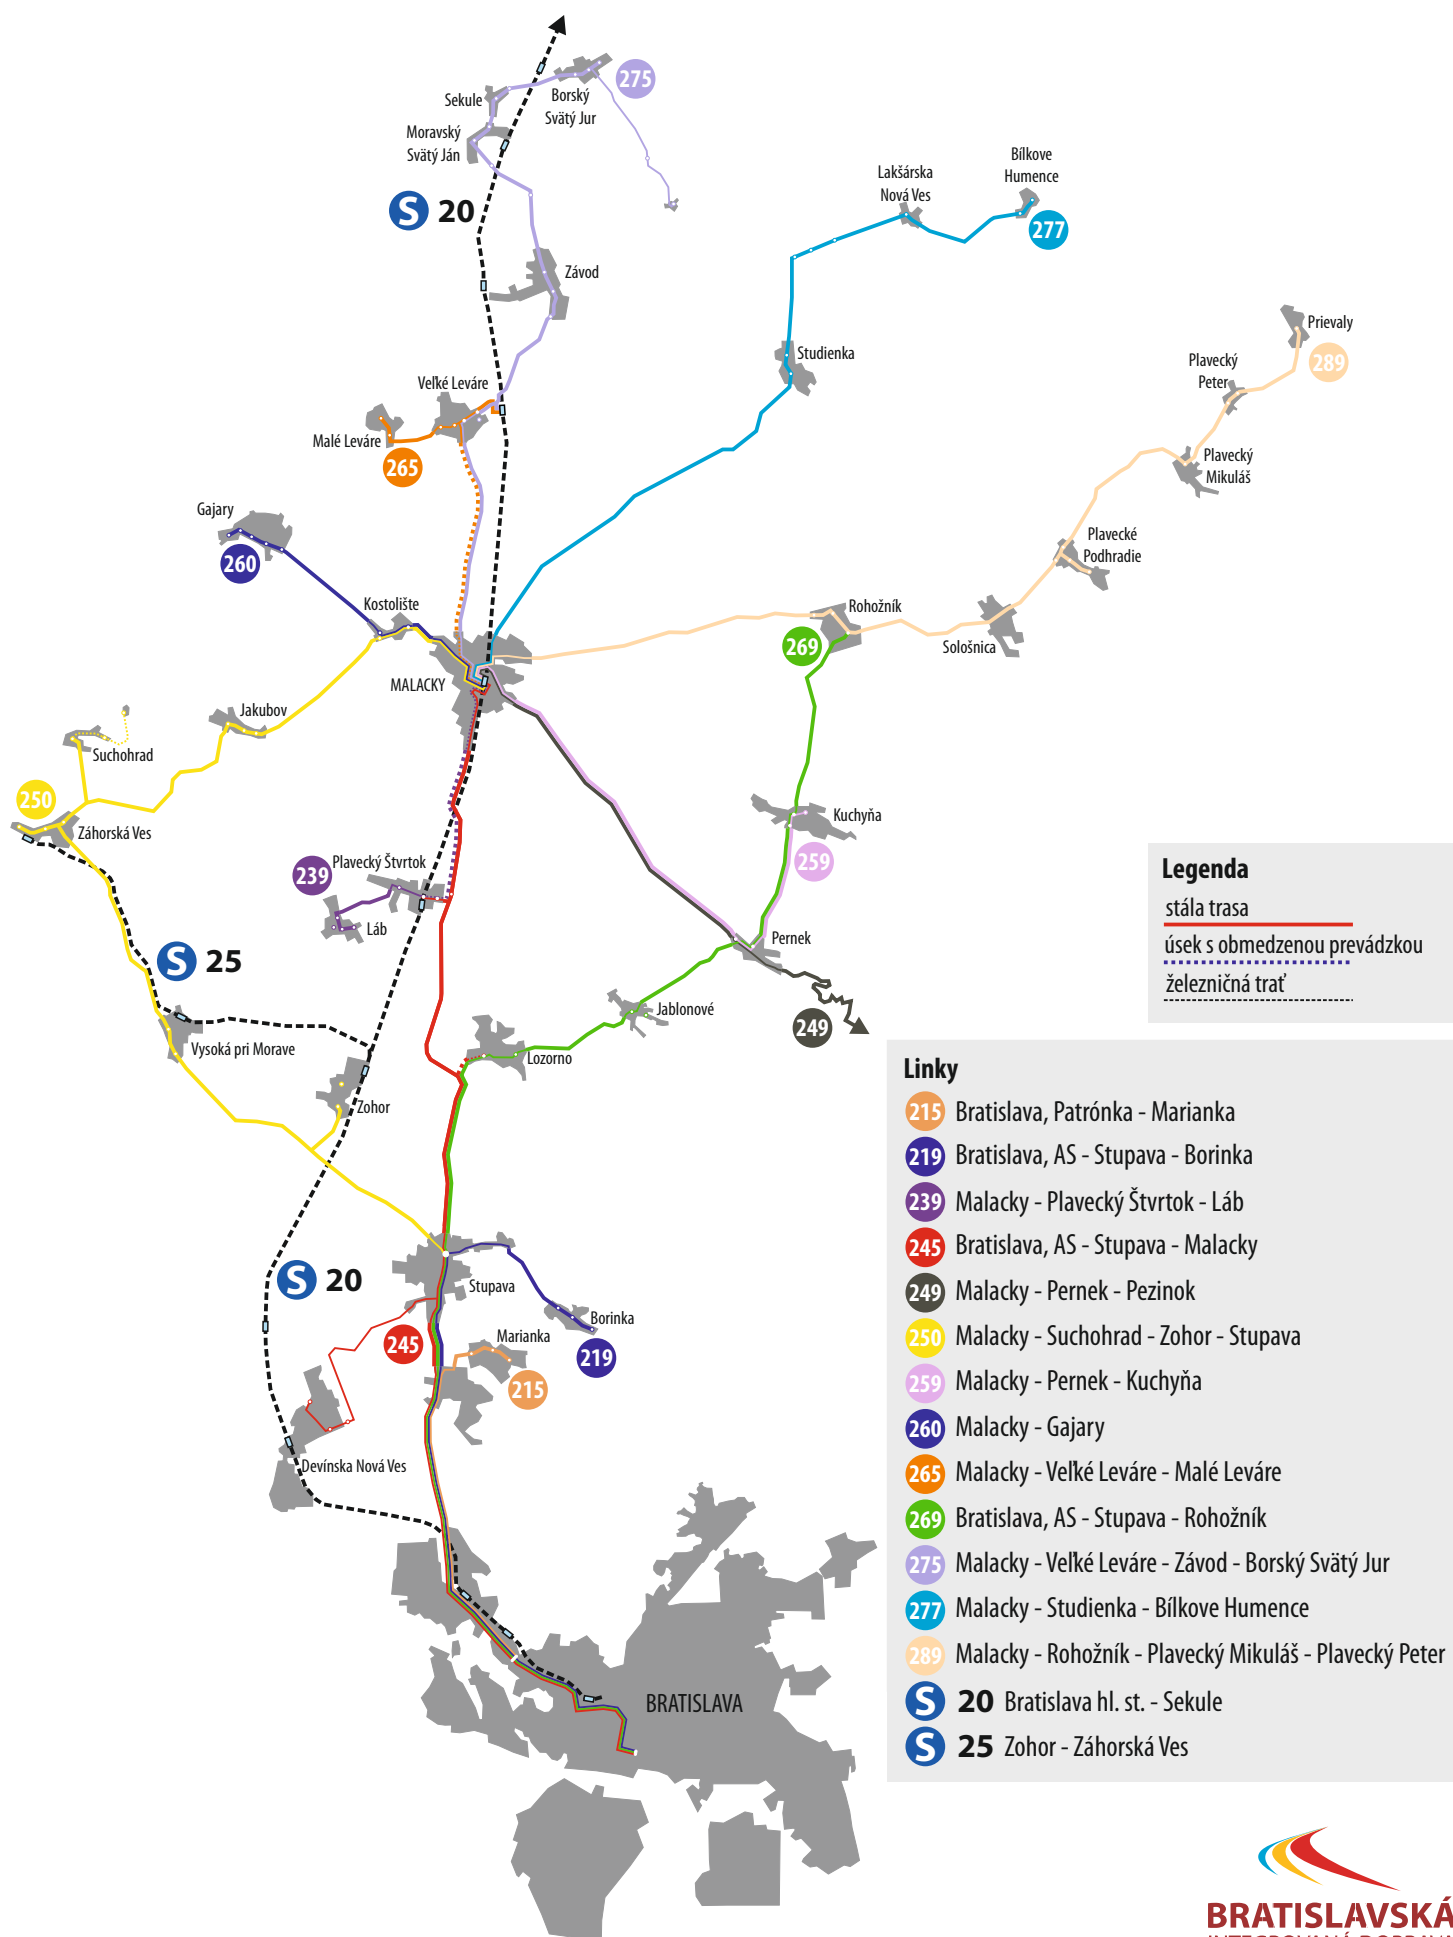 275
Sekule
Borský
Svätý Jur
Moravský
Svätý Ján
Bílkove
Humence
Lakšárska
Nová Ves
S 20
277
Závod
Prievaly
Studienka
Plavecký
Peter
289
Veľké Leváre
Malé Leváre
265
Plavecký
Mikuláš
Gajary
260
Plavecké
Podhradie
Kostolište
Rohožník
269
Sološnica
MALACKY
Jakubov
Suchohrad
250
Záhorská Ves
Kuchyňa
259
Plavecký Štvrtok
239
Láb
Pernek
S 25
Jablonové
249
Vysoká pri Morave
Lozorno
Zohor
S 20
Stupava
Borinka
245
Marianka
219
215
Devínska Nová Ves
BRATISLAVA
Legenda
stála trasa
úsek s obmedzenou prevádzkou
železničná trať
Linky
215 Bratislava, Patrónka - Marianka
219 Bratislava, AS - Stupava - Borinka
239 Malacky - Plavecký Štvrtok - Láb
245 Bratislava, AS - Stupava - Malacky
249 Malacky - Pernek - Pezinok
250 Malacky - Suchohrad - Zohor - Stupava
259 Malacky - Pernek - Kuchyňa
260 Malacky - Gajary
265 Malacky - Veľké Leváre - Malé Leváre
269 Bratislava, AS - Stupava - Rohožník
275 Malacky - Veľké Leváre - Závod - Borský Svätý Jur
277 Malacky - Studienka - Bílkove Humence
289 Malacky - Rohožník - Plavecký Mikuláš - Plavecký Peter
S 20 Bratislava hl. st. - Sekule
S 25 Zohor - Záhorská Ves
BRATISLAVSKÁ